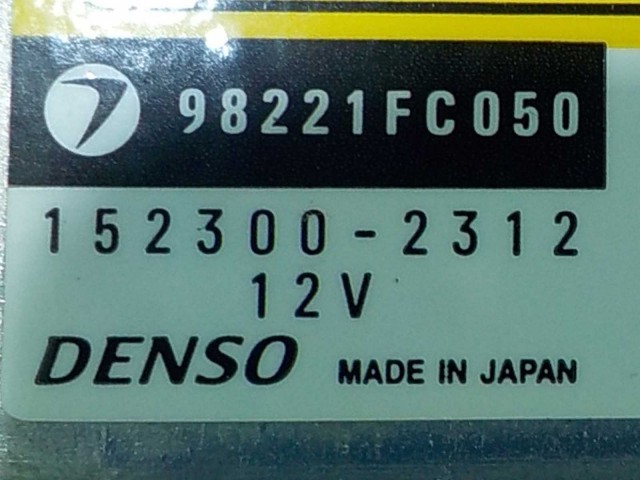 98221FC050
152300-2312
12V
DENSO MADE IN JAPAN